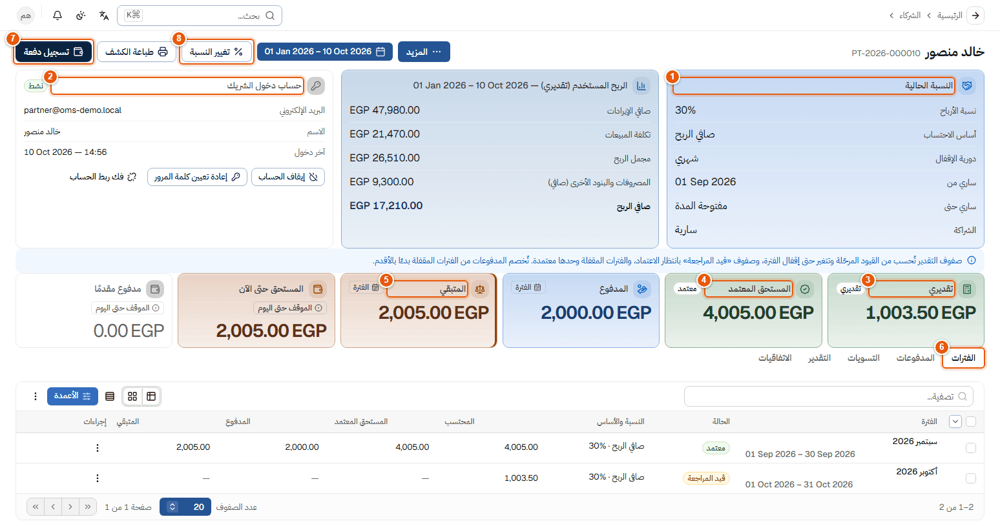 الرئيسية
الشركاء
بحث...
⌘K
هم
خالد منصور PT-2026-000010
المزيد
01 Jan 2026 – 10 Oct 2026
8
تغيير النسبة
طباعة الكشف
7
تسجيل دفعة
1
النسبة الحالية
نسبة الأرباح 30%
أساس الاحتساب صافي الربح
دورية الإقفال شهري
ساري من 01 Sep 2026
ساري حتى مفتوحة المدة
الشراكة سارية
الربح المستخدم (تقديري) — 01 Jan 2026 – 10 Oct 2026
صافي الإيرادات EGP 47,980.00
تكلفة المبيعات EGP 21,470.00
مجمل الربح EGP 26,510.00
المصروفات والبنود الأخرى (صافي) EGP 9,300.00
صافي الربح EGP 17,210.00
2
حساب دخول الشريك
نشط
البريد الإلكتروني partner@oms-demo.local
الاسم خالد منصور
آخر دخول 10 Oct 2026 — 14:56
إيقاف الحساب
إعادة تعيين كلمة المرور
فك ربط الحساب
صفوف التقدير تُحسب من القيود المرحّلة وتتغير حتى إقفال الفترة، وصفوف «قيد المراجعة» بانتظار الاعتماد، والفترات المقفلة وحدها معتمدة. تُخصم المدفوعات من الفترات المقفلة بدءًا بالأقدم.
3
تقديري
تقديري
1,003.50 EGP
4
المستحق المعتمد
معتمد
4,005.00 EGP
المدفوع
الفترة
2,000.00 EGP
5
المتبقي
الفترة
2,005.00 EGP
المستحق حتى الآن
الموقف حتى اليوم
2,005.00 EGP
مدفوع مقدمًا
الموقف حتى اليوم
0.00 EGP
6
الفترات
المدفوعات
التسويات
التقدير
الاتفاقيات
تصفية...
الأعمدة
الفترة الحالة النسبة والأساس المحتسب المستحق المعتمد المدفوع المتبقي إجراءات
سبتمبر 2026
01 Sep 2026 – 30 Sep 2026
معتمد
صافي الربح · 30%
4,005.00
4,005.00
2,000.00
2,005.00
أكتوبر 2026
01 Oct 2026 – 31 Oct 2026
قيد المراجعة
صافي الربح · 30%
1,003.50
—
—
—
1–2 من 2
عدد الصفوف
20
صفحة 1 من 1